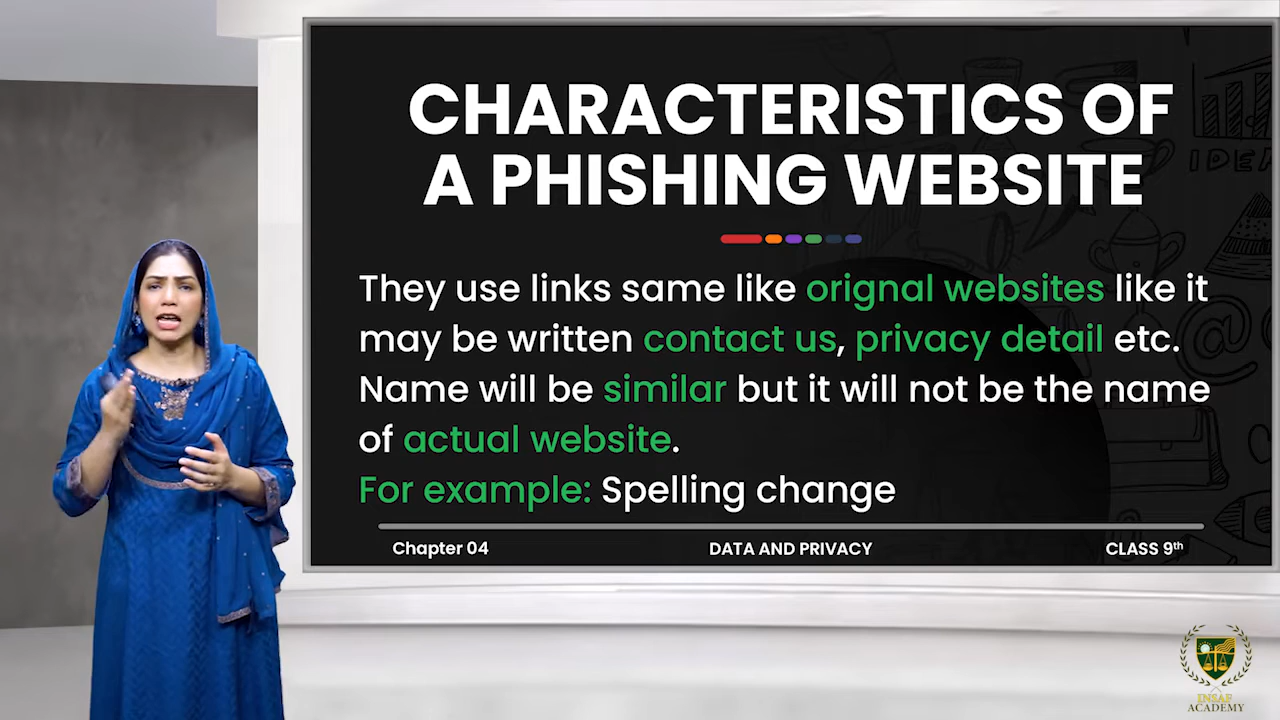 CHARACTERISTICS OF
A PHISHING WEBSITE
They use links same like orignal websites like it
may be written contact us, privacy detail etc.
Name will be similar but it will not be the name
of actual website.
For example: Spelling change
Chapter 04 DATA AND PRIVACY CLASS 9th
IDEA
@
INSAF
ACADEMY